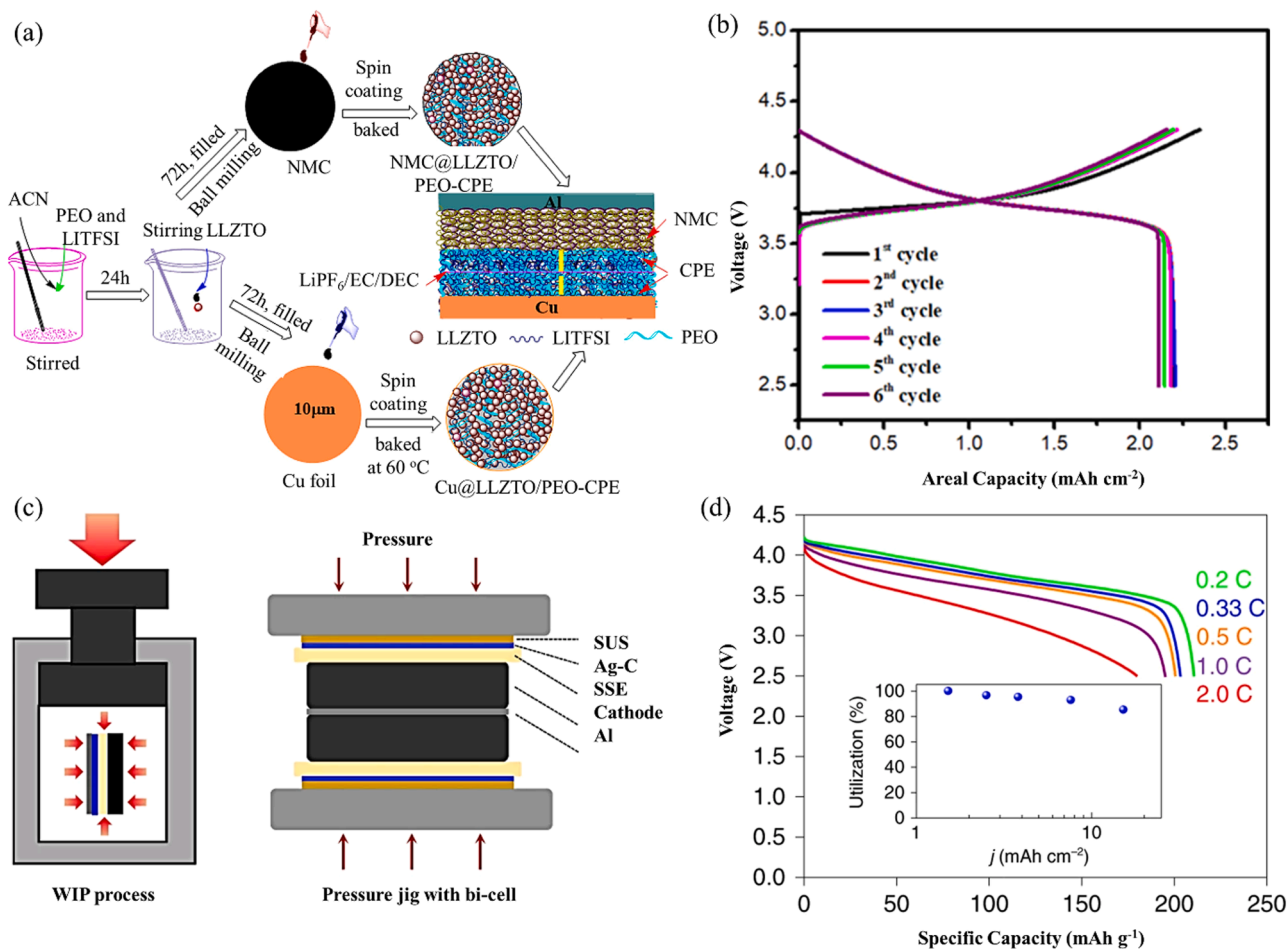 (a)
ACN
PEO and
LITFSI
24h
Stirred
Stirring LLZTO
72h, filled
Ball milling
NMC
Spin
coating
baked
NMC@LLZTO/
PEO-CPE
Al
NMC
CPE
LiPF6/EC/DEC
Cu
LLZTO LITFSI PEO
72h, filled
Ball
milling
10μm
Cu foil
Spin
coating
baked
at 60 °C
Cu@LLZTO/PEO-CPE
(b)
5.0
4.5
4.0
3.5
3.0
2.5
Voltage (V)
1st cycle
2nd cycle
3rd cycle
4th cycle
5th cycle
6th cycle
0.0 0.5 1.0 1.5 2.0 2.5
Areal Capacity (mAh cm-2)
(c)
WIP process
Pressure
SUS
Ag-C
SSE
Cathode
Al
Pressure jig with bi-cell
(d)
4.5
4.0
3.5
3.0
2.5
2.0
1.5
1.0
0.5
0.0
Voltage (V)
0.2 C
0.33 C
0.5 C
1.0 C
2.0 C
100
80
60
40
20
0
Utilization (%)
1 10
j (mAh cm–2)
0 50 100 150 200 250
Specific Capacity (mAh g-1)